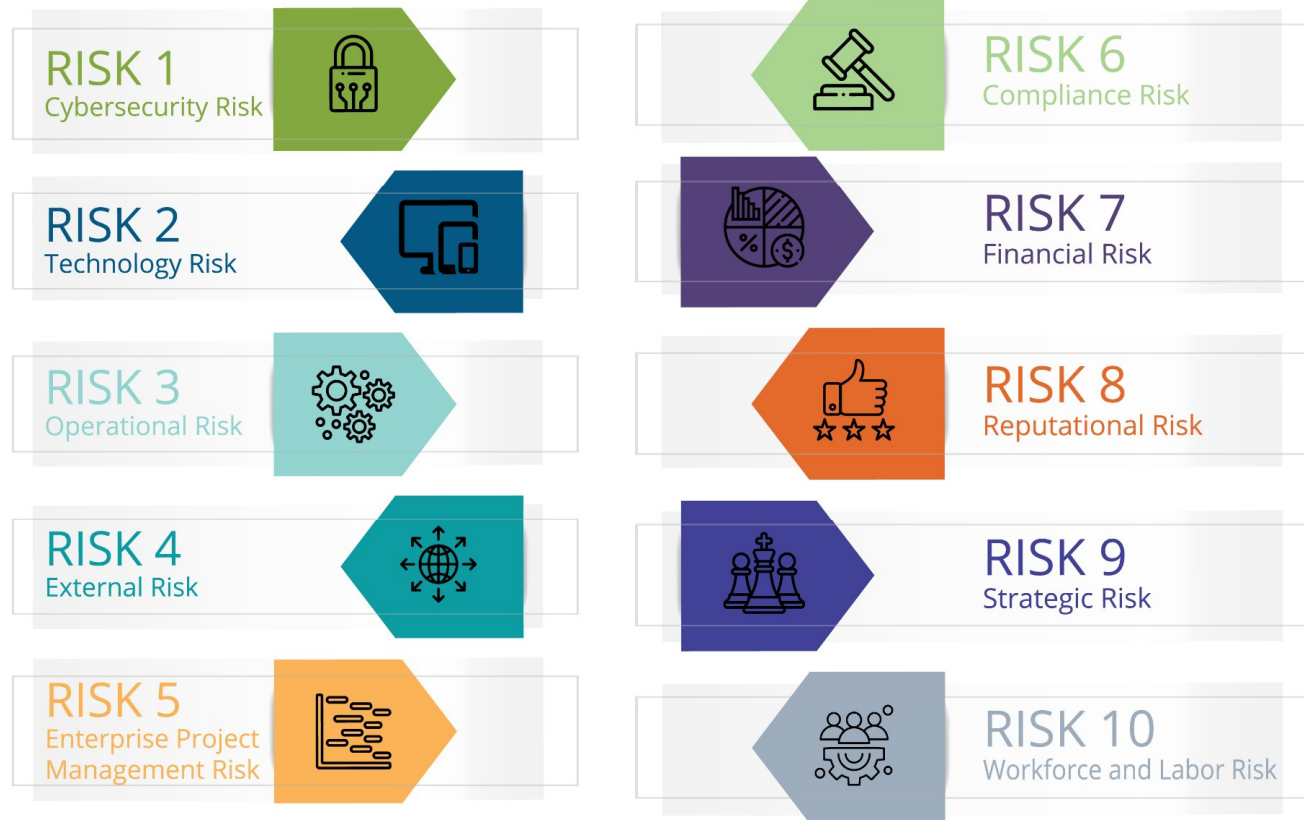 RISK 1
Cybersecurity Risk
RISK 2
Technology Risk
RISK 3
Operational Risk
RISK 4
External Risk
RISK 5
Enterprise Project
Management Risk
RISK 6
Compliance Risk
RISK 7
Financial Risk
% $
RISK 8
Reputational Risk
RISK 9
Strategic Risk
RISK 10
Workforce and Labor Risk